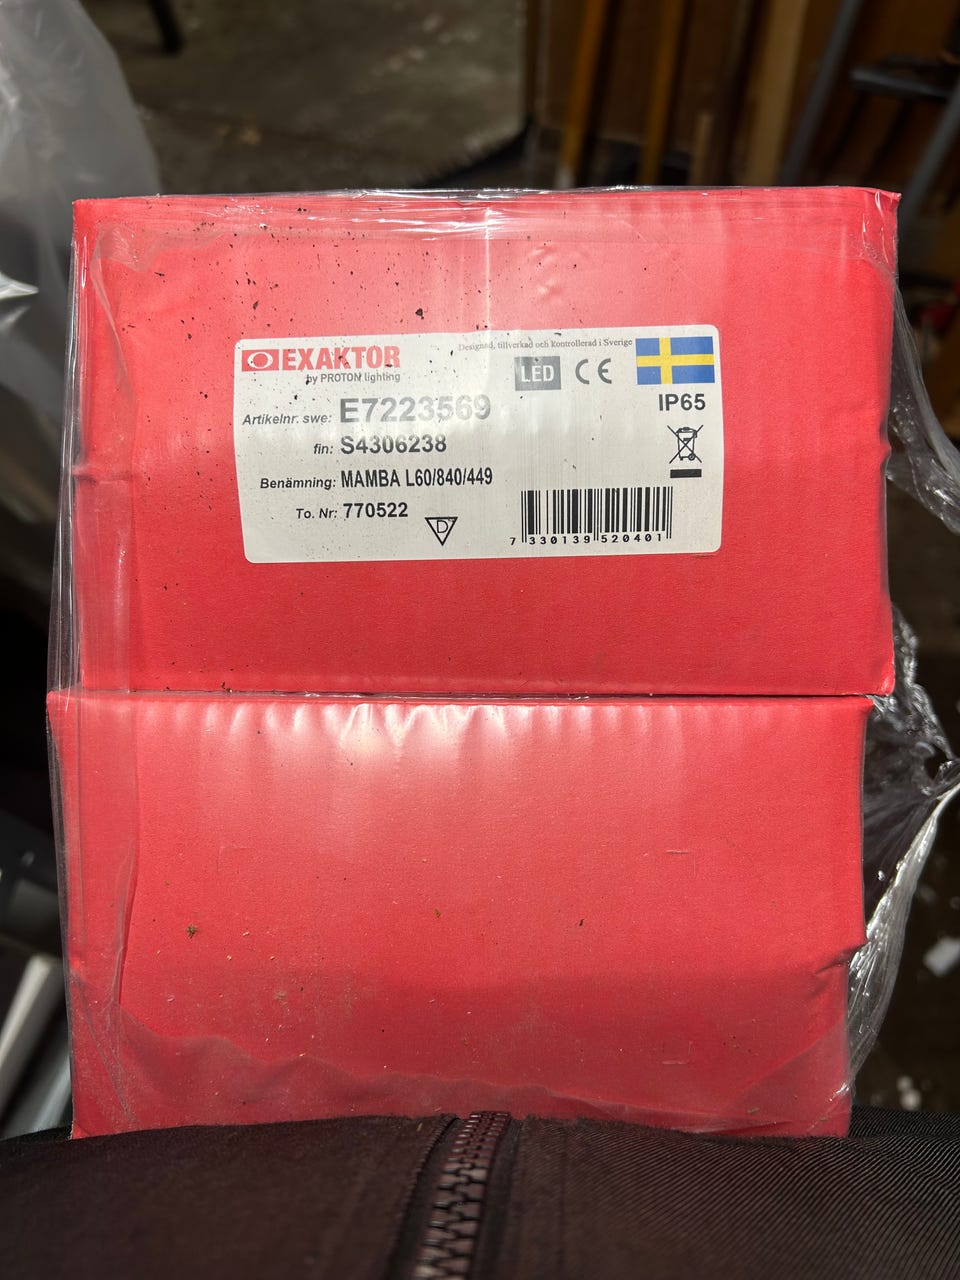 Designad, tillverkad och kontrollerad i Sverige
EXAKTOR
by PROTON lighting
LED CE
IP65
Artikelnr. swe: E7223569
fin: S4306238
Benämning: MAMBA L60/840/449
To. Nr: 770522
D
7 330139 520401